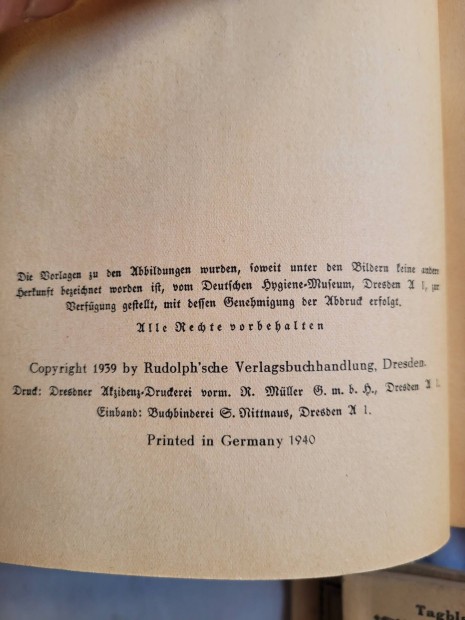 Die Vorlagen zu den Abbildungen wurden, soweit unter den Bildern keine andere
Herkunft bezeichnet worden ist, vom Deutschen Hygiene-Museum, Dresden A 1, zur
Verfügung gestellt, mit dessen Genehmigung der Abdruck erfolgt.
Alle Rechte vorbehalten
Copyright 1939 by Rudolph'sche Verlagsbuchhandlung, Dresden.
Druck: Dresdner Akzidenz-Druckerei vorm. R. Müller G. m. b. H., Dresden A 1.
Einband: Buchbinderei S. Nittnaus, Dresden A 1.
Printed in Germany 1940